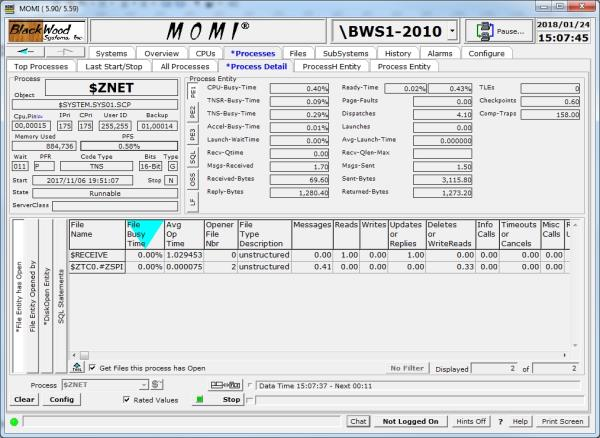 MOMI ( 5.90/ 5.59)
BlackWood
Systems, Inc
MOMI®
\BWS1-2010
Pause...
2018/01/24
15:07:45
Systems Overview CPUs *Processes Files SubSystems History Alarms Configure
Top Processes Last Start/Stop All Processes *Process Detail ProcessH Entity Process Entity
Process
$ZNET
Object
$SYSTEM.SYS01.SCP
Cpu,Pin IPri CPri User ID Backup
00,00015 175 175 255,255 01,00014
Memory Used PFS
884,736 0.58%
Wait PFR Code Type Bits Type
011 P TNS 16-Bit G
Start 2017/11/06 19:51:07 Stop N
State Runnable
ServerClass
Process Entity
PE1
PE2
PE3
SQL
OSS
LF
CPU-Busy-Time 0.40% Ready-Time 0.02% 0.43% TLEs 0
TNSR-Busy-Time 0.09% Page-Faults 0.00 Checkpoints 0.60
TNS-Busy-Time 0.29% Dispatches 4.10 Comp-Traps 158.00
Accel-Busy-Time 0.01% Launches 0.00
Launch-WaitTime 0.00% Avg-Launch-Time 0.000000
Recv-Qtime 0.00 Recv-Qlen-Max
Msgs-Received 1.70 Msgs-Sent 1.50
Received-Bytes 69.60 Sent-Bytes 3,115.80
Reply-Bytes 1,280.40 Returned-Bytes 1,273.20
*File Entity has Open
File Entity Opened by
*DiskOpen Entity
SQL Statements
File Name File Busy Time Avg Op Time Opener File Nbr File Type Description Messages Reads Writes Updates or Replies Deletes or WriteReads Info Calls Timeouts or Cancels Misc Calls R U
$RECEIVE 0.00% 1.029453 0 unstructured 0.00 1.00 0.00 1.00 0.00 0.00 0.00 0.00
$ZTC0.#ZSPI 0.00% 0.000075 2 unstructured 0.41 0.00 0.00 0.00 0.33 0.00 0.00 0.00
Get Files this process has Open
No Filter Displayed 2 of 2
Process $ZNET
Data Time 15:07:37 - Next 00:11
Clear Config Rated Values Stop
Chat Not Logged On Hints Off ? Help Print Screen